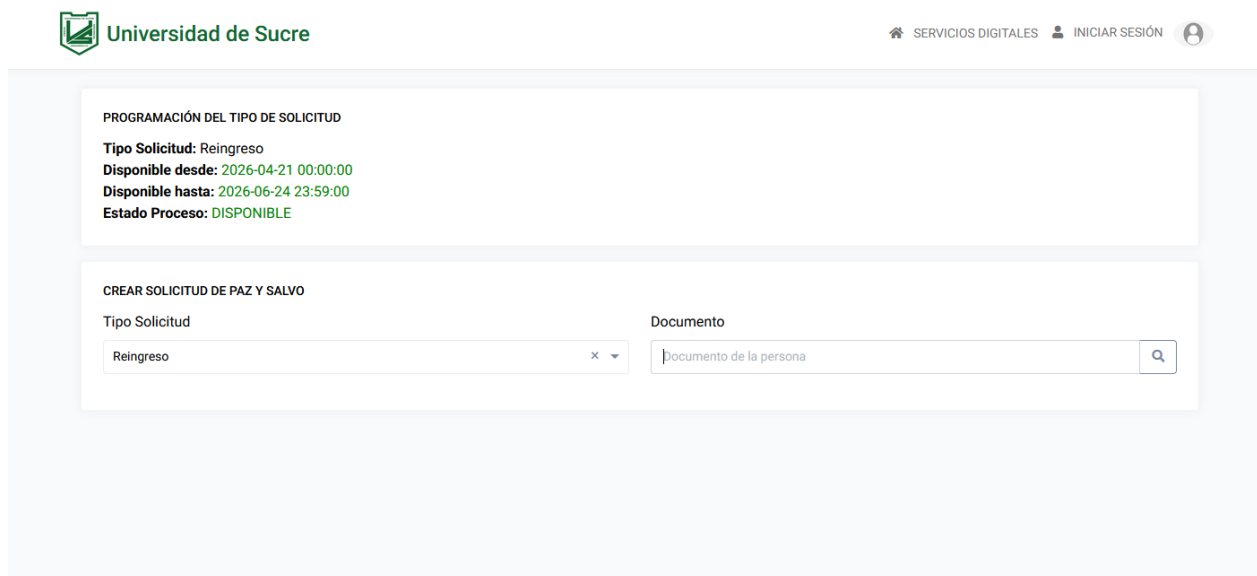 Universidad de Sucre
SERVICIOS DIGITALES INICIAR SESIÓN
PROGRAMACIÓN DEL TIPO DE SOLICITUD
Tipo Solicitud: Reingreso
Disponible desde: 2026-04-21 00:00:00
Disponible hasta: 2026-06-24 23:59:00
Estado Proceso: DISPONIBLE
CREAR SOLICITUD DE PAZ Y SALVO
Tipo Solicitud
Reingreso
Documento
Documento de la persona